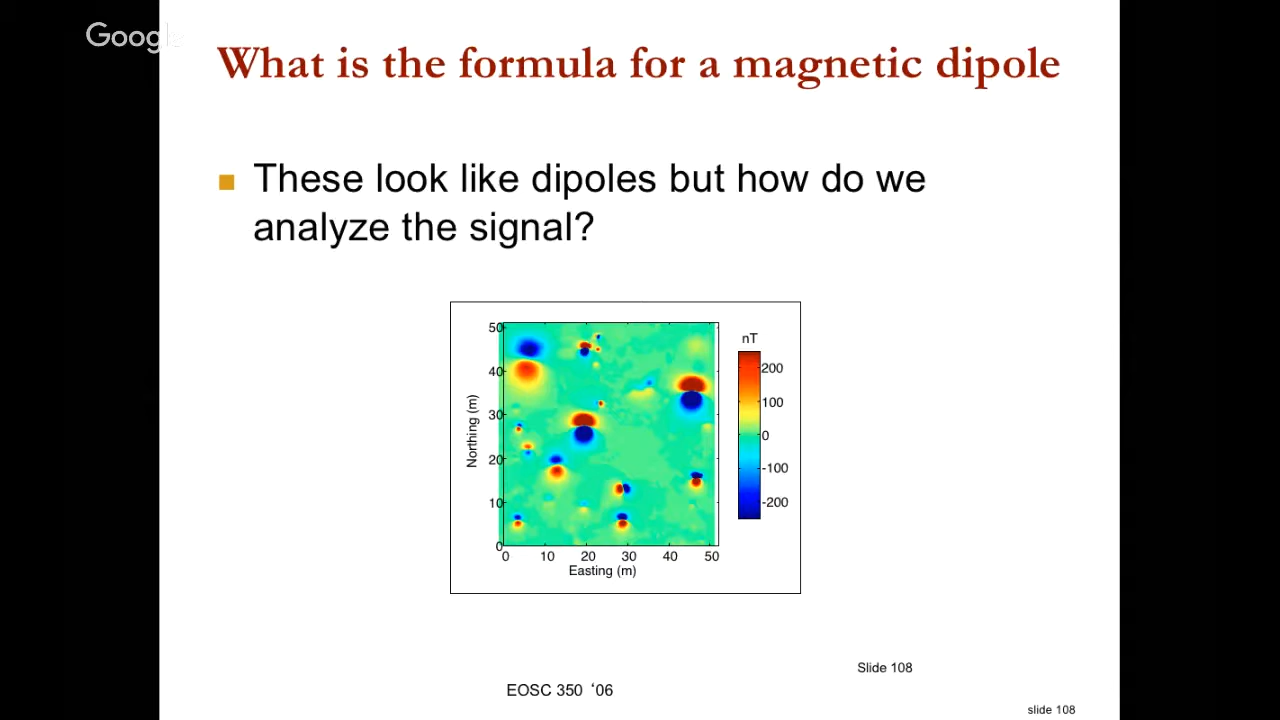 Google
What is the formula for a magnetic dipole
These look like dipoles but how do we
analyze the signal?
nT
50
40
30
20
10
0
Northing (m)
0 10 20 30 40 50
Easting (m)
200
100
0
-100
-200
Slide 108
EOSC 350 ‘06
slide 108